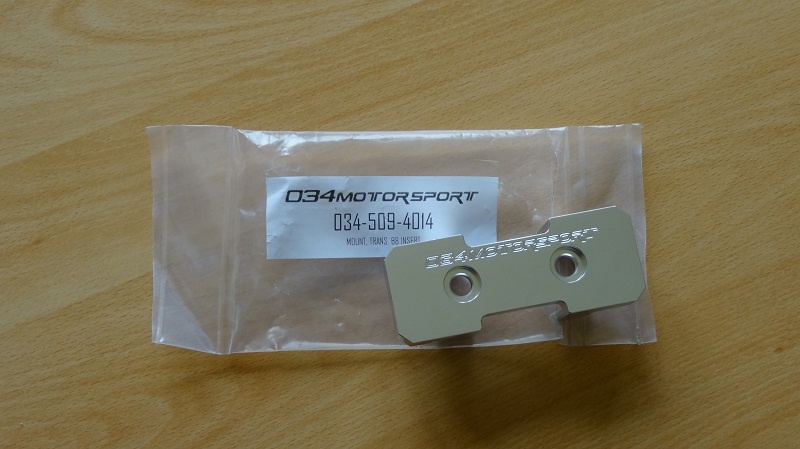 034MOTORSPORT
034-509-4014
MOUNT, TRANS. B8 INSERT
034MOTORSPORT